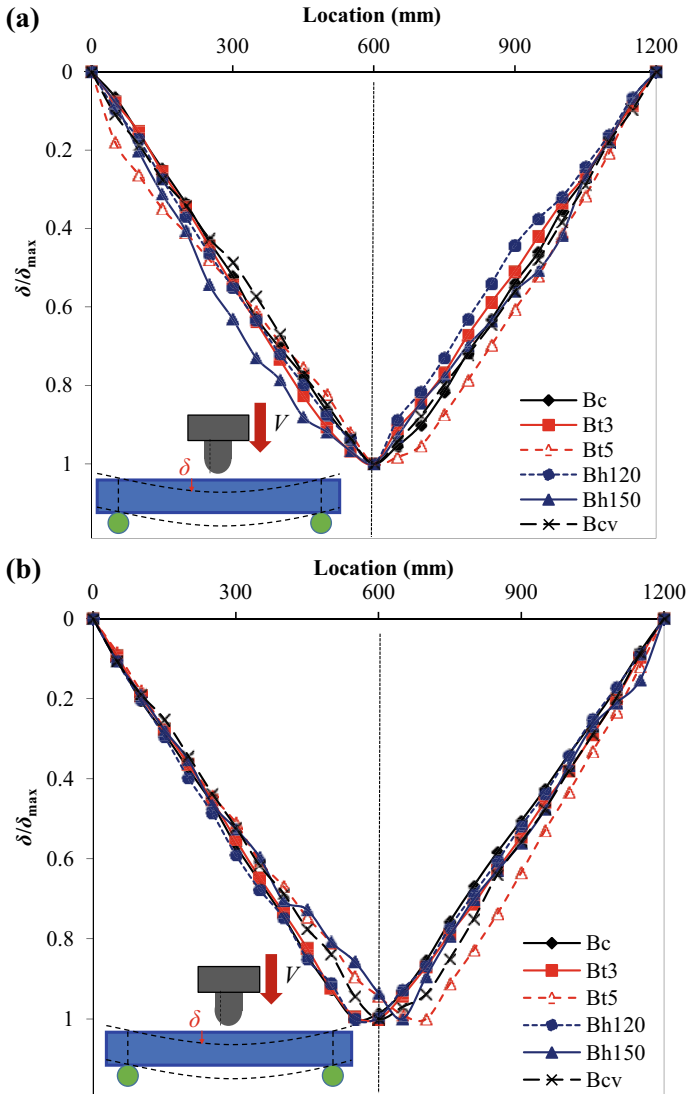 (a)
Location (mm)
0 300 600 900 1200
0
0.2
0.4
0.6
0.8
1
δ/δmax
V
δ
Bc
Bt3
Bt5
Bh120
Bh150
Bcv
(b)
Location (mm)
0 300 600 900 1200
0
0.2
0.4
0.6
0.8
1
δ/δmax
V
δ
Bc
Bt3
Bt5
Bh120
Bh150
Bcv